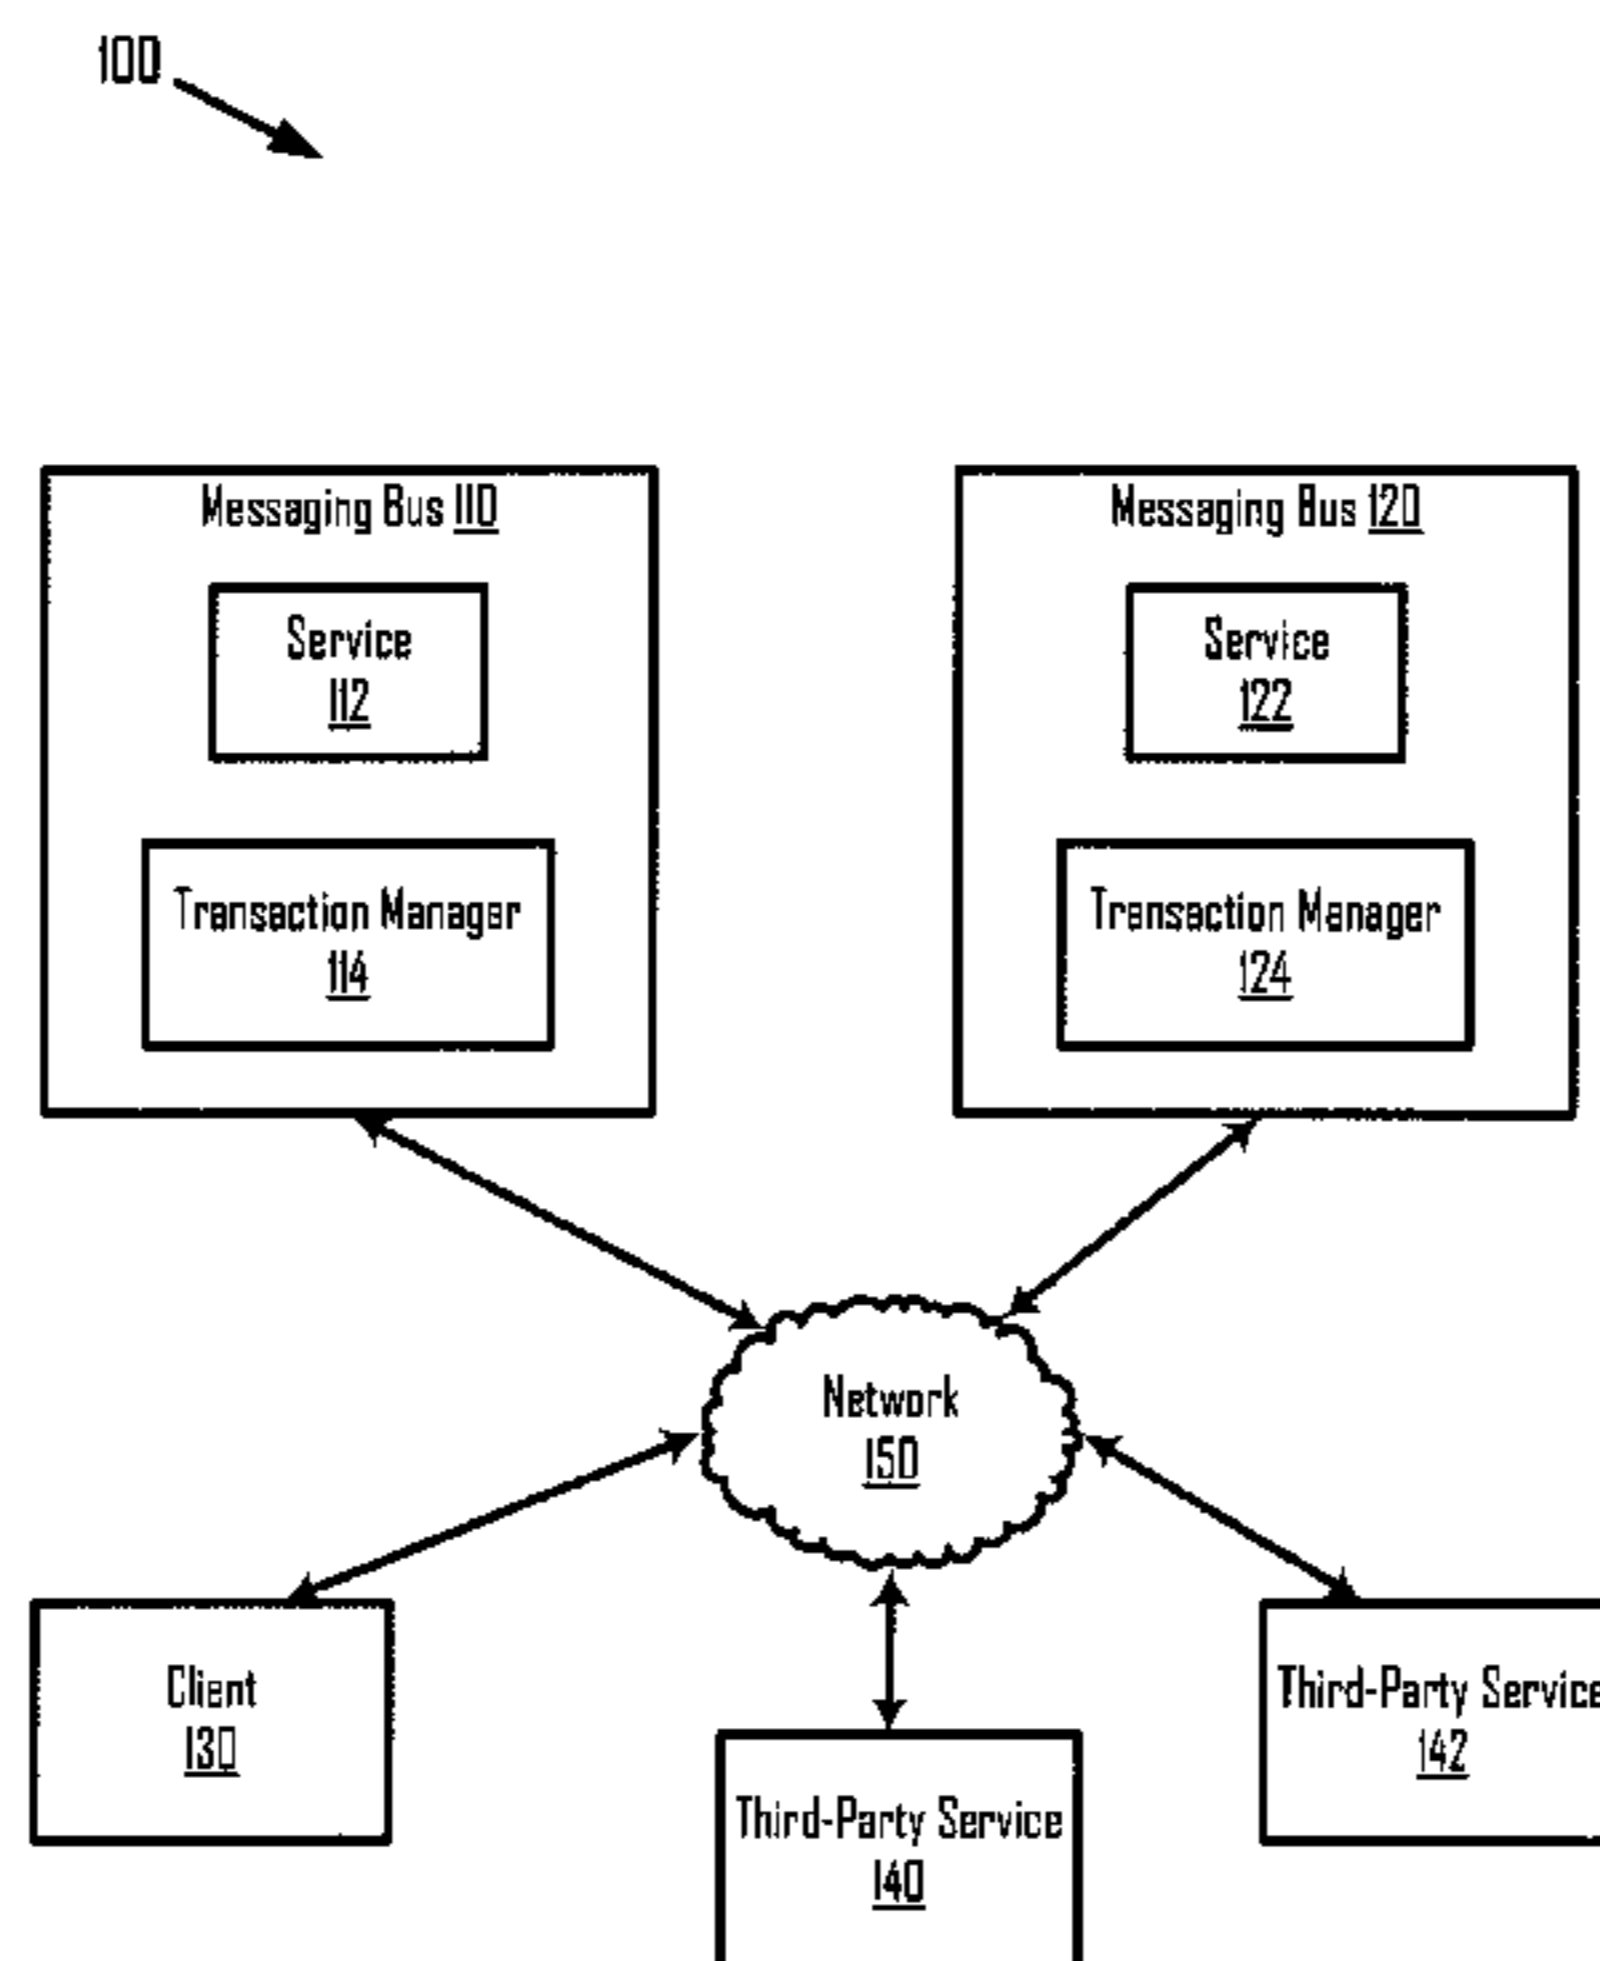 100
Messaging Bus 110
Service
112
Transaction Manager
114
Messaging Bus 120
Service
122
Transaction Manager
124
Network
150
Client
130
Third-Party Service
140
Third-Party Service
142